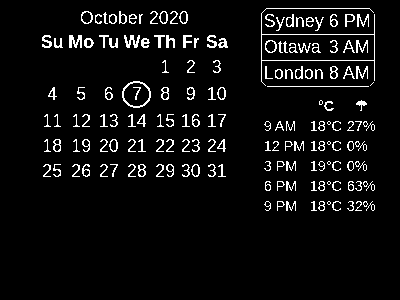 October 2020
Su Mo Tu We Th Fr Sa
1 2 3
4 5 6 7 8 9 10
11 12 13 14 15 16 17
18 19 20 21 22 23 24
25 26 27 28 29 30 31
Sydney 6 PM
Ottawa 3 AM
London 8 AM
°C ☂
9 AM 18°C 27%
12 PM 18°C 0%
3 PM 19°C 0%
6 PM 18°C 63%
9 PM 18°C 32%